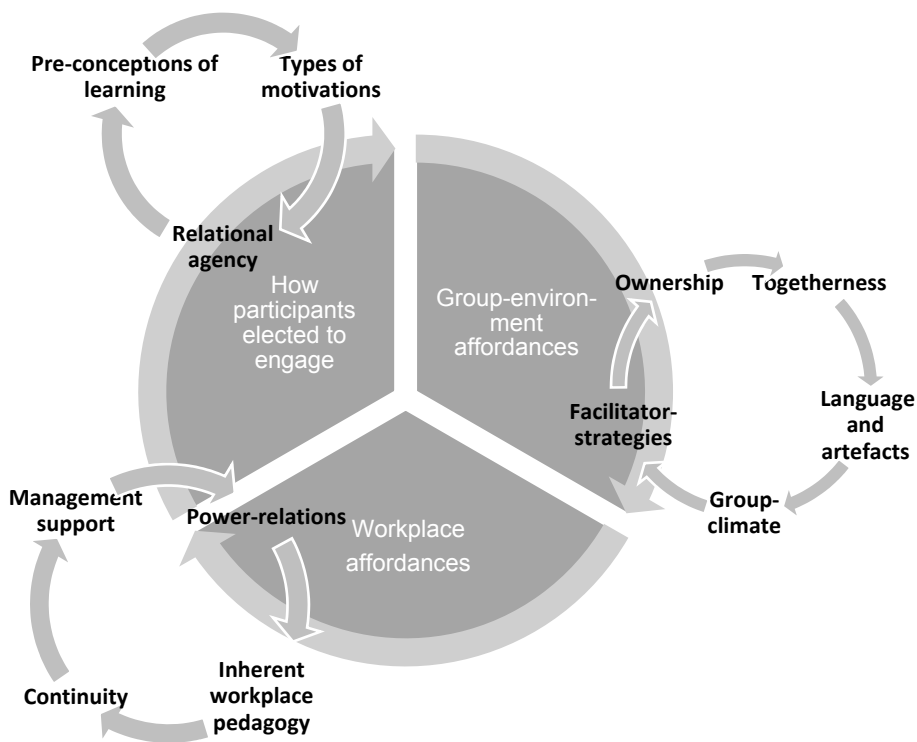 Pre-conceptions of
learning
Types of
motivations
Relational
agency
How
participants
elected to
engage
Group-environ-
ment
affordances
Ownership
Togetherness
Language and
artefacts
Group-
climate
Facilitator-
strategies
Workplace
affordances
Management
support
Power-relations
Inherent
workplace
pedagogy
Continuity